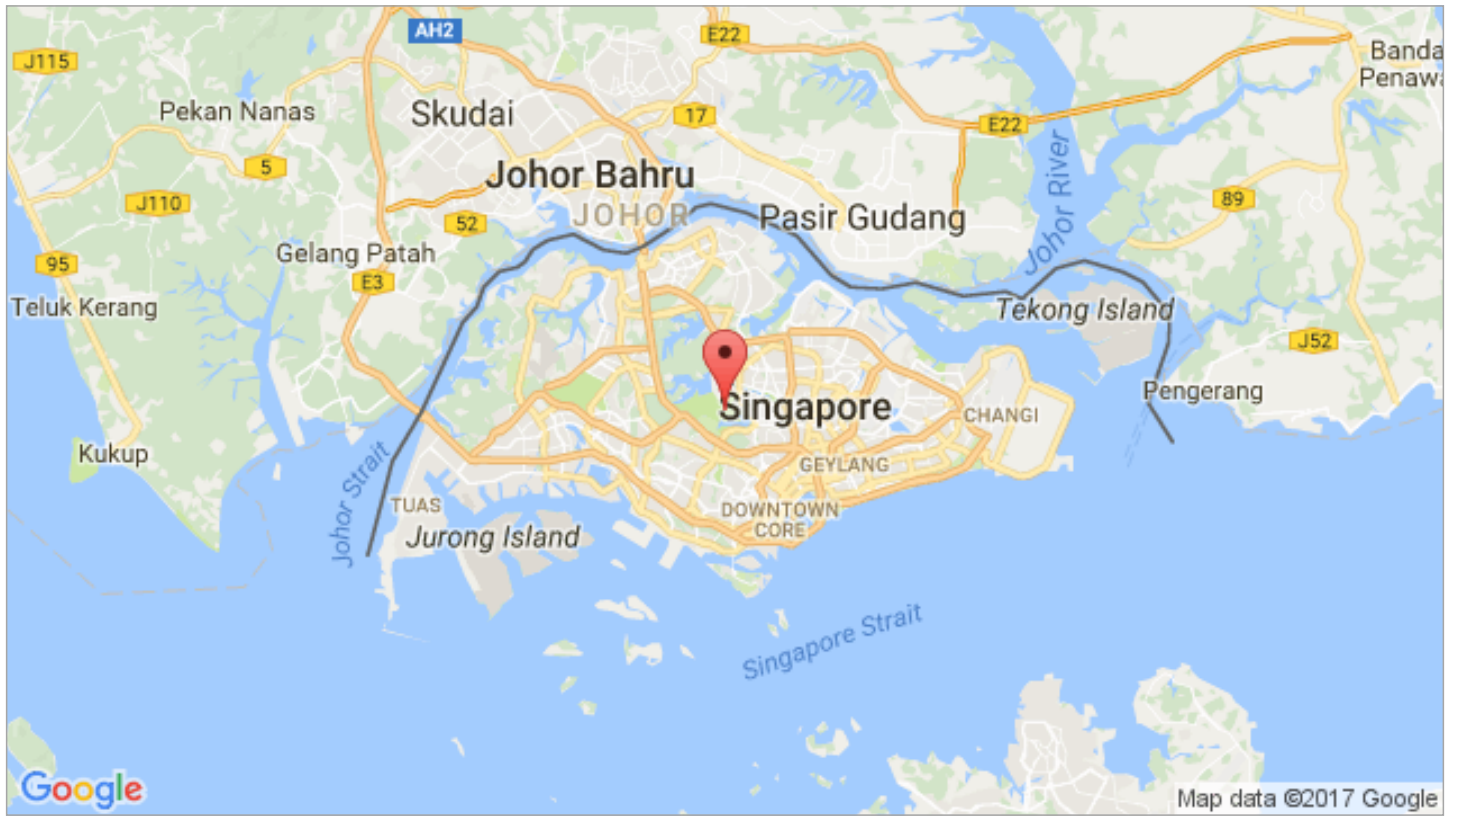 AH2
E22
J115
Banda
Penawa
Pekan Nanas
Skudai
17
E22
5
Johor Bahru
Johor River
J110
JOHOR
Pasir Gudang
89
52
Gelang Patah
95
E3
Teluk Kerang
Tekong Island
J52
Pengerang
Singapore
CHANGI
Kukup
Johor Strait
GEYLANG
TUAS
DOWNTOWN
CORE
Jurong Island
Singapore Strait
Google
Map data ©2017 Google